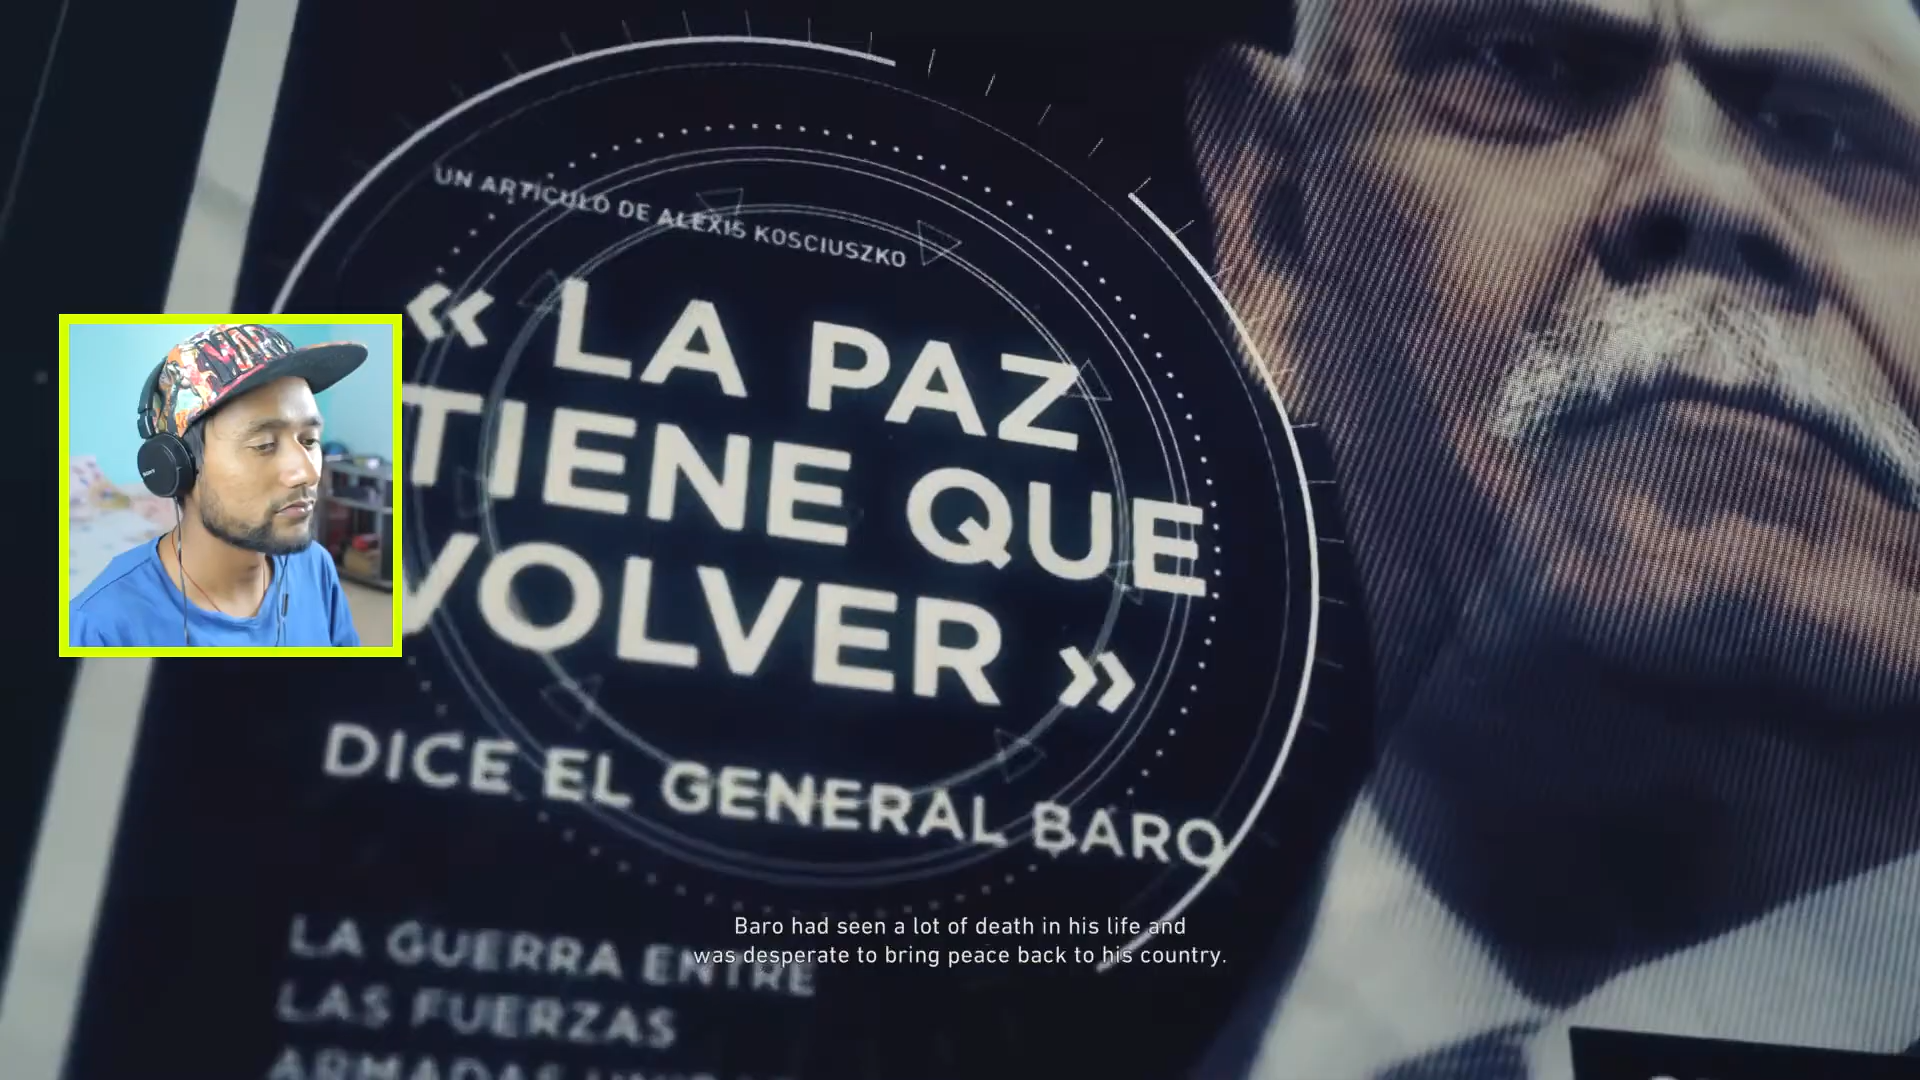 UN ARTICULO DE ALEXIS KOSCIUSZKO
« LA PAZ
TIENE QUE
VOLVER »
DICE EL GENERAL BARO
LA GUERRA ENTRE
LAS FUERZAS
ARMADAS
Baro had seen a lot of death in his life and
was desperate to bring peace back to his country.
SONY